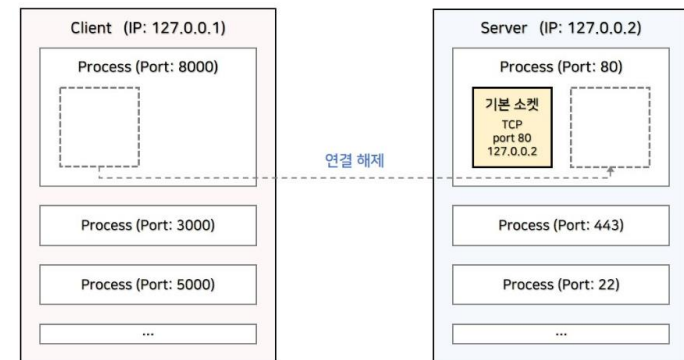 Client (IP: 127.0.0.1)
Process (Port: 8000)
Process (Port: 3000)
Process (Port: 5000)
...
연결 해제
Server (IP: 127.0.0.2)
Process (Port: 80)
기본 소켓
TCP
port 80
127.0.0.2
Process (Port: 443)
Process (Port: 22)
...